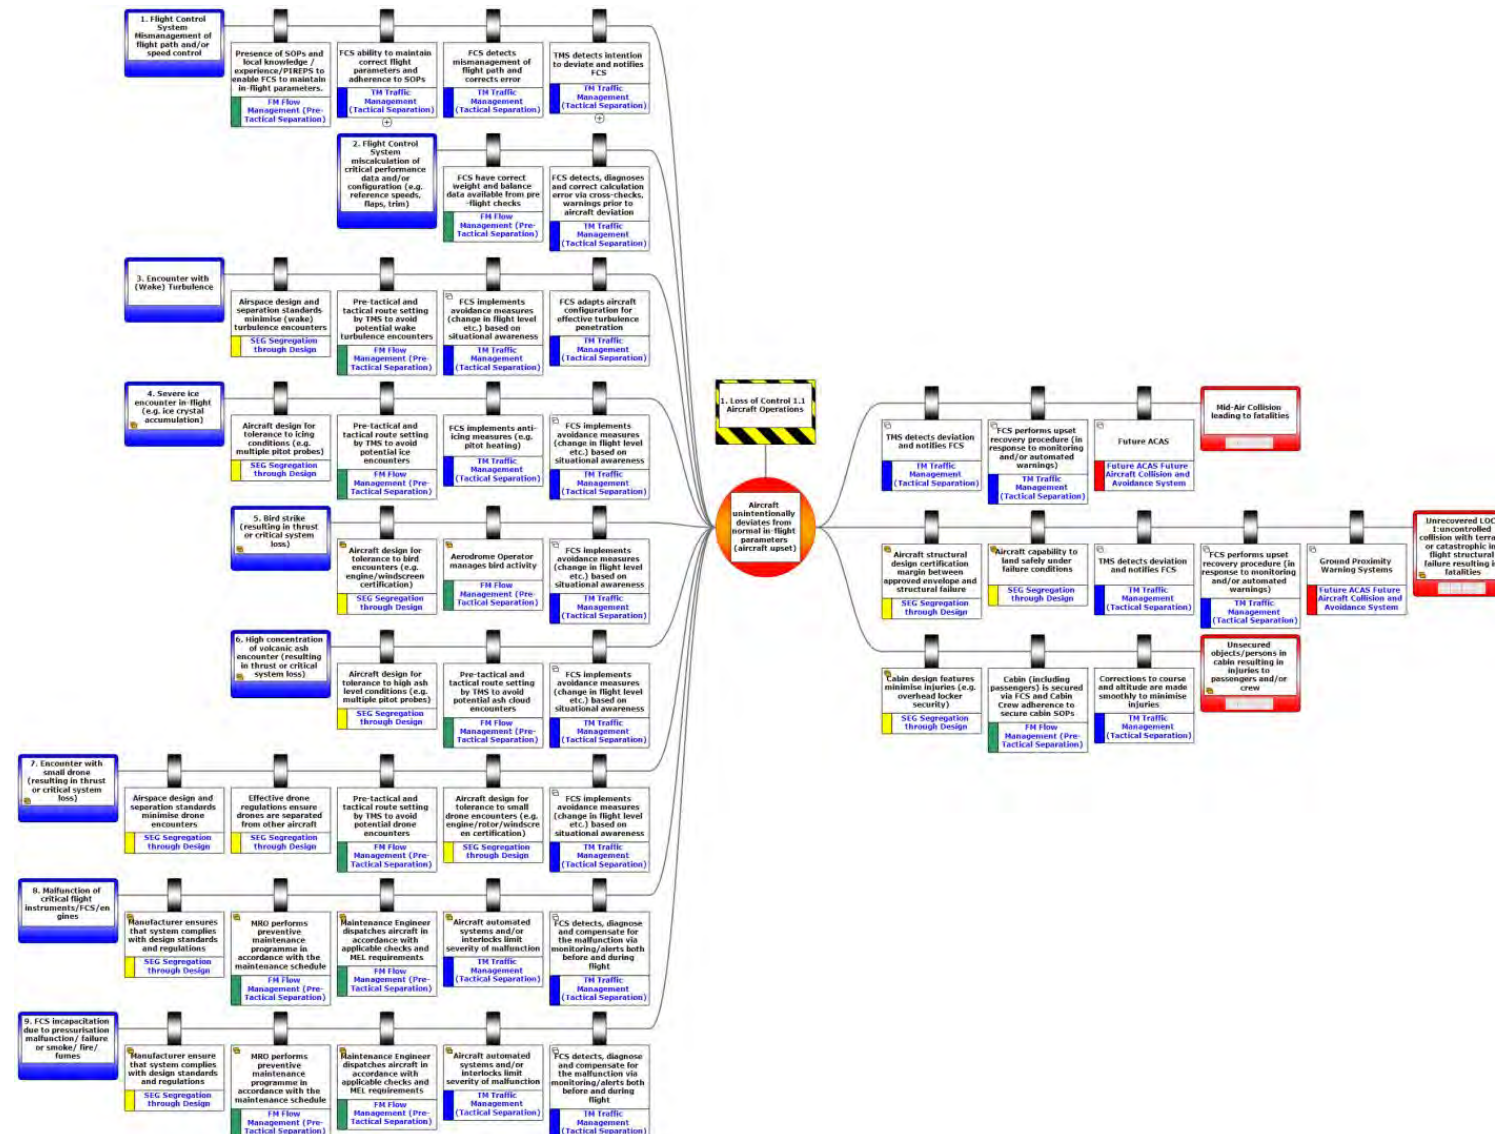 1. Flight Control
System
Mismanagement of
flight path and/or
speed control
Presence of SOPs and
local knowledge /
experience/PIREPS to
enable FCS to maintain
in-flight parameters.
FM Flow
Management (Pre-
Tactical Separation)
FCS ability to maintain
correct flight
parameters and
adherence to SOPs
TM Traffic
Management
(Tactical Separation)
FCS detects
mismanagement of
flight path and
corrects error
TM Traffic
Management
(Tactical Separation)
TMS detects intention
to deviate and notifies
FCS
TM Traffic
Management
(Tactical Separation)
2. Flight Control
System
miscalculation of
critical performance
data and/or
configuration (e.g.
reference speeds,
flaps, trim)
FCS have correct
weight and balance
data available from pre
-flight checks
FM Flow
Management (Pre-
Tactical Separation)
FCS detects, diagnoses
and correct calculation
error via cross-checks,
warnings prior to
aircraft deviation
TM Traffic
Management
(Tactical Separation)
3. Encounter with
(Wake) Turbulence
Airspace design and
separation standards
minimise (wake)
turbulence encounters
SEG Segregation
through Design
Pre-tactical and
tactical route setting
by TMS to avoid
potential wake
turbulence encounters
FM Flow
Management (Pre-
Tactical Separation)
FCS implements
avoidance measures
(change in flight level
etc.) based on
situational awareness
TM Traffic
Management
(Tactical Separation)
FCS adapts aircraft
configuration for
effective turbulence
penetration
TM Traffic
Management
(Tactical Separation)
4. Severe ice
encounter in-flight
(e.g. ice crystal
accumulation)
Aircraft design for
tolerance to icing
conditions (e.g.
multiple pitot probes)
SEG Segregation
through Design
Pre-tactical and
tactical route setting
by TMS to avoid
potential ice
encounters
FM Flow
Management (Pre-
Tactical Separation)
FCS implements anti-
icing measures (e.g.
pitot heating)
TM Traffic
Management
(Tactical Separation)
FCS implements
avoidance measures
(change in flight level
etc.) based on
situational awareness
TM Traffic
Management
(Tactical Separation)
5. Bird strike
(resulting in thrust
or critical system
loss)
Aircraft design for
tolerance to bird
encounters (e.g.
engine/windscreen
certification)
SEG Segregation
through Design
Aerodrome Operator
manages bird activity
FM Flow
Management (Pre-
Tactical Separation)
FCS implements
avoidance measures
(change in flight level
etc.) based on
situational awareness
TM Traffic
Management
(Tactical Separation)
6. High concentration
of volcanic ash
encounter (resulting
in thrust or critical
system loss)
Aircraft design for
tolerance to high ash
level conditions (e.g.
multiple pitot probes)
SEG Segregation
through Design
Pre-tactical and
tactical route setting
by TMS to avoid
potential ash cloud
encounters
FM Flow
Management (Pre-
Tactical Separation)
FCS implements
avoidance measures
(change in flight level
etc.) based on
situational awareness
TM Traffic
Management
(Tactical Separation)
7. Encounter with
small drone
(resulting in thrust
or critical system
loss)
Airspace design and
separation standards
minimise drone
encounters
SEG Segregation
through Design
Effective drone
regulations ensure
drones are separated
from other aircraft
SEG Segregation
through Design
Pre-tactical and
tactical route setting
by TMS to avoid
potential drone
encounters
FM Flow
Management (Pre-
Tactical Separation)
Aircraft design for
tolerance to small
drone encounters (e.g.
engine/rotor/windscre
en certification)
SEG Segregation
through Design
FCS implements
avoidance measures
(change in flight level
etc.) based on
situational awareness
TM Traffic
Management
(Tactical Separation)
8. Malfunction of
critical flight
instruments/FCS/en
gines
Manufacturer ensures
that system complies
with design standards
and regulations
SEG Segregation
through Design
MRO performs
preventive
maintenance
programme in
accordance with the
maintenance schedule
FM Flow
Management (Pre-
Tactical Separation)
Maintenance Engineer
dispatches aircraft in
accordance with
applicable checks and
MEL requirements
FM Flow
Management (Pre-
Tactical Separation)
Aircraft automated
systems and/or
interlocks limit
severity of malfunction
TM Traffic
Management
(Tactical Separation)
FCS detects, diagnose
and compensate for
the malfunction via
monitoring/alerts both
before and during
flight
TM Traffic
Management
(Tactical Separation)
9. FCS incapacitation
due to pressurisation
malfunction/ failure
or smoke/ fire/
fumes
Manufacturer ensure
that system complies
with design standards
and regulations
SEG Segregation
through Design
MRO performs
preventive
maintenance
programme in
accordance with the
maintenance schedule
FM Flow
Management (Pre-
Tactical Separation)
Maintenance Engineer
dispatches aircraft in
accordance with
applicable checks and
MEL requirements
FM Flow
Management (Pre-
Tactical Separation)
Aircraft automated
systems and/or
interlocks limit
severity of malfunction
TM Traffic
Management
(Tactical Separation)
FCS detects, diagnose
and compensate for
the malfunction via
monitoring/alerts both
before and during
flight
TM Traffic
Management
(Tactical Separation)
1. Loss of Control 1.1
Aircraft Operations
Aircraft
unintentionally
deviates from
normal in-flight
parameters
(aircraft upset)
TMS detects deviation
and notifies FCS
TM Traffic
Management
(Tactical Separation)
FCS performs upset
recovery procedure (in
response to monitoring
and/or automated
warnings)
TM Traffic
Management
(Tactical Separation)
Future ACAS
Future ACAS Future
Aircraft Collision and
Avoidance System
Mid-Air Collision
leading to fatalities
Aircraft structural
design certification
margin between
approved envelope and
structural failure
SEG Segregation
through Design
Aircraft capability to
land safely under
failure conditions
SEG Segregation
through Design
TMS detects deviation
and notifies FCS
TM Traffic
Management
(Tactical Separation)
FCS performs upset
recovery procedure (in
response to monitoring
and/or automated
warnings)
TM Traffic
Management
(Tactical Separation)
Ground Proximity
Warning Systems
Future ACAS Future
Aircraft Collision and
Avoidance System
Unrecovered LOC
1:uncontrolled
collision with terra
or catastrophic in
flight structural
failure resulting i
fatalities
Cabin design features
minimise injuries (e.g.
overhead locker
security)
SEG Segregation
through Design
Cabin (including
passengers) is secured
via FCS and Cabin
Crew adherence to
secure cabin SOPs
FM Flow
Management (Pre-
Tactical Separation)
Corrections to course
and altitude are made
smoothly to minimise
injuries
TM Traffic
Management
(Tactical Separation)
Unsecured
objects/persons in
cabin resulting in
injuries to
passengers and/or
crew